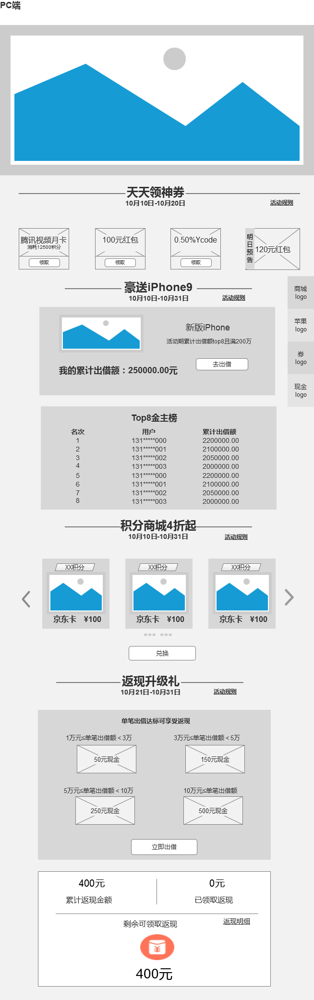 PC端
天天领神券
10月10日-10月20日
活动规则
腾讯视频月卡
消耗12500积分
领取
100元红包
领取
0.50%Ycode
领取
明日预告
120元红包
商城
logo
苹果
logo
券
logo
现金
logo
豪送iPhone9
10月10日-10月31日
活动规则
新版iPhone
活动期累计出借额top8且满200万
我的累计出借额：250000.00元
去出借
Top8金主榜
名次 用户 累计出借额
1 131*****000 2200000.00
2 131*****001 2100000.00
3 131*****002 2050000.00
4 131*****003 2000000.00
5 131*****000 2200000.00
6 131*****001 2100000.00
7 131*****002 2050000.00
8 131*****003 2000000.00
积分商城4折起
10月10日-10月31日
活动规则
XX积分
京东卡 ¥100
XX积分
京东卡 ¥100
XX积分
京东卡 ¥100
兑换
返现升级礼
10月21日-10月31日
活动规则
单笔出借达标可享受返现
1万元≤单笔出借额＜3万
50元现金
3万元≤单笔出借额＜5万
150元现金
5万元≤单笔出借额＜10万
250元现金
10万元≤单笔出借额
500元现金
立即出借
400元
累计返现金额
0元
已领取返现
剩余可领取返现
返现明细
¥
400元